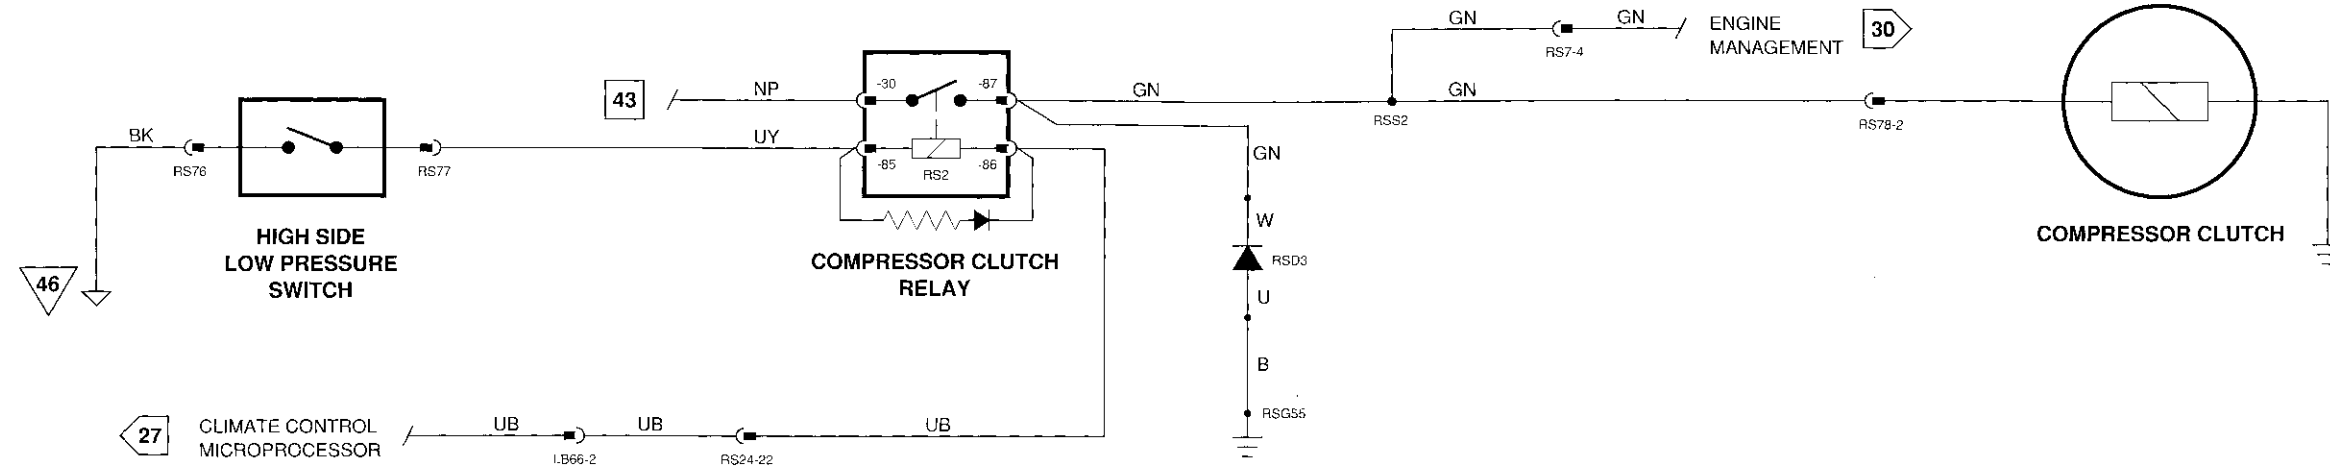 GN
GN
ENGINE
MANAGEMENT
30
RS7-4
43
NP
-30
-87
GN
GN
RSS2
RS78-2
BK
RS76
RS77
UY
-85
RS2
-86
GN
HIGH SIDE
LOW PRESSURE
SWITCH
46
COMPRESSOR CLUTCH
RELAY
W
RSD3
U
B
RSG55
COMPRESSOR CLUTCH
27
CLIMATE CONTROL
MICROPROCESSOR
UB
UB
UB
LB66-2
RS24-22